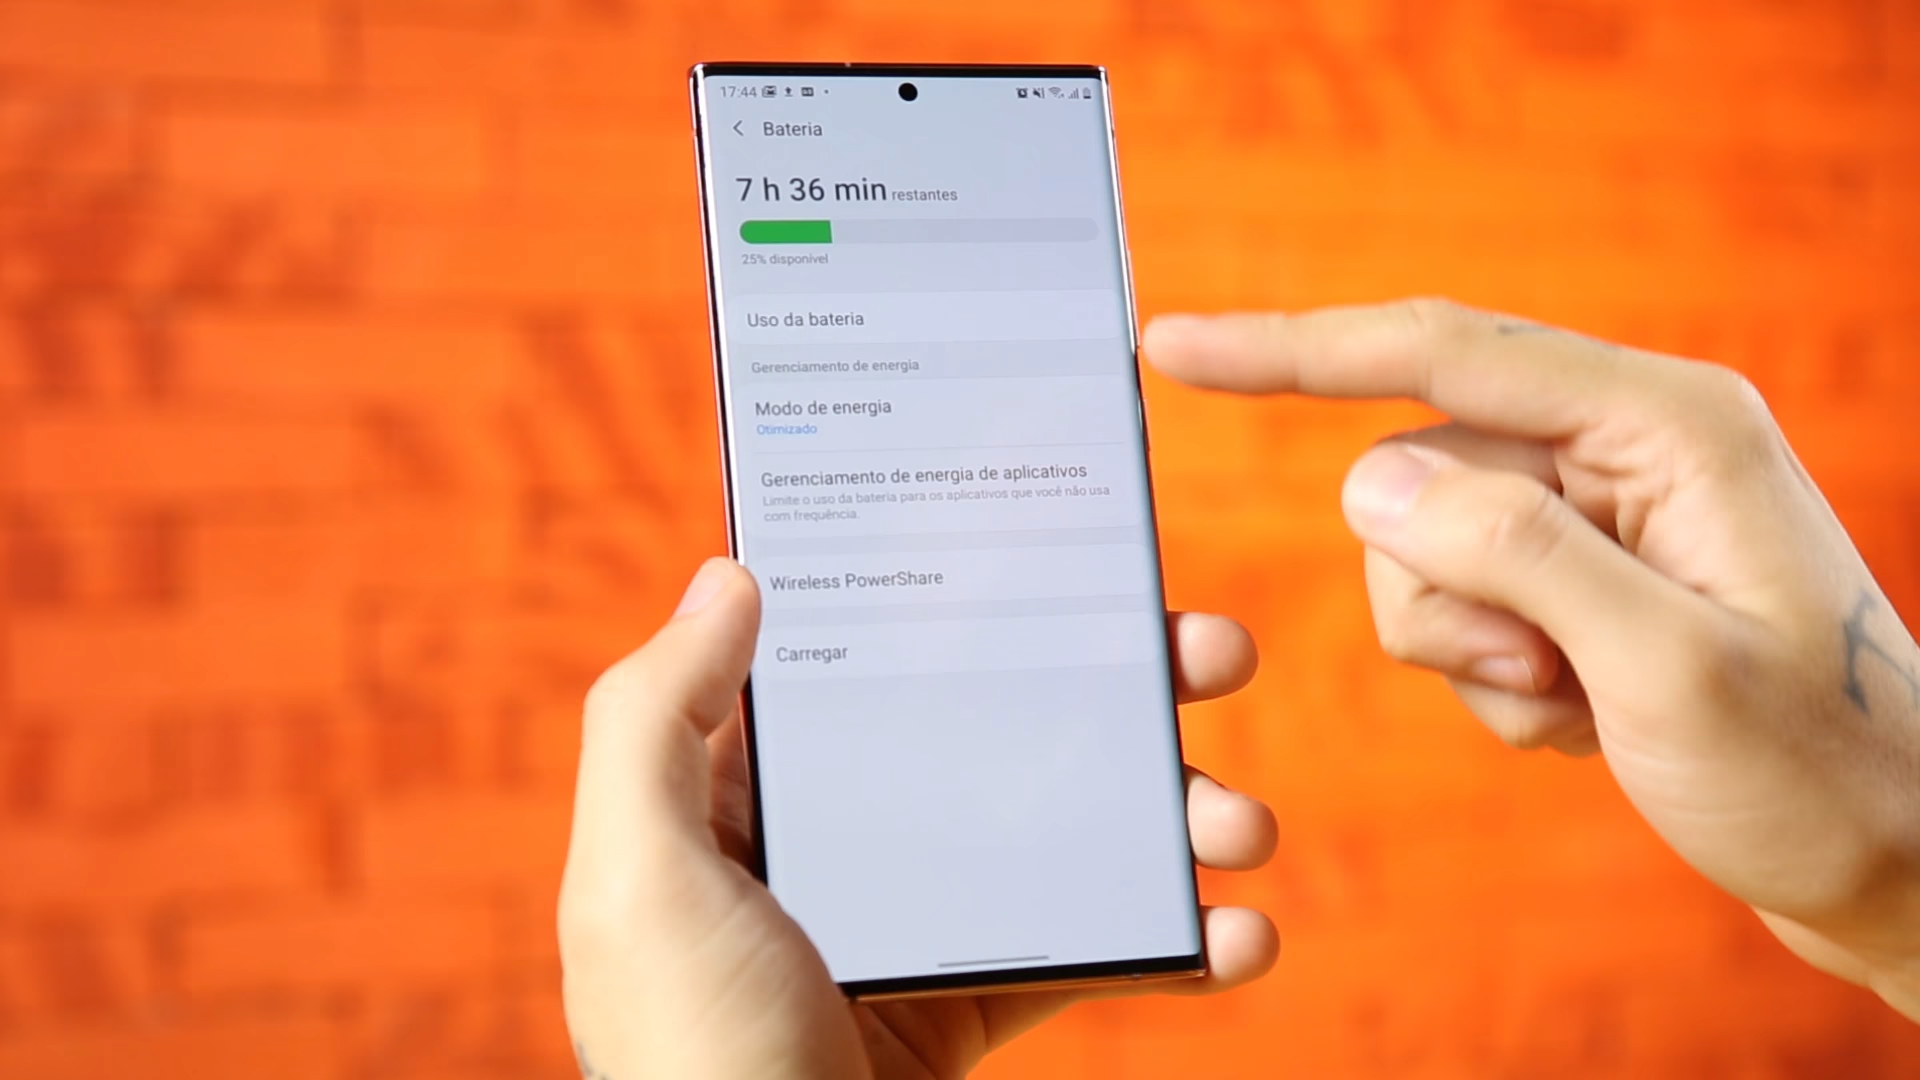 17:44
Bateria
7 h 36 min restantes
25% disponível
Uso da bateria
Gerenciamento de energia
Modo de energia
Otimizado
Gerenciamento de energia de aplicativos
Limite o uso da bateria para os aplicativos que você não usa
com frequência.
Wireless PowerShare
Carregar